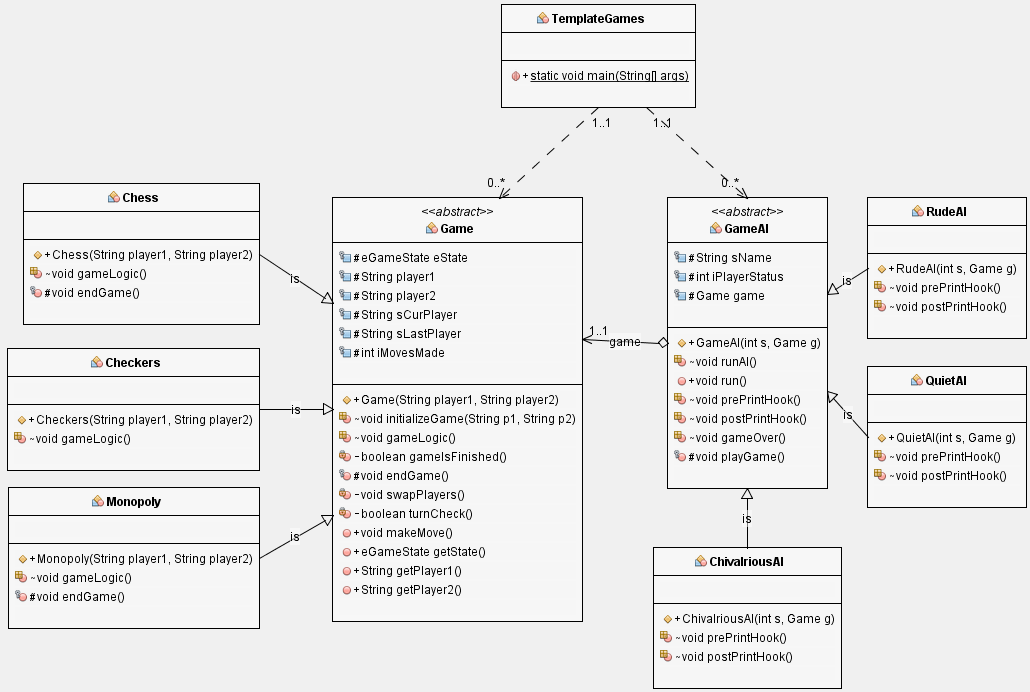 TemplateGames
+static void main(String[] args)
1..1
1..1
0..*
0..*
Chess
+Chess(String player1, String player2)
~void gameLogic()
#void endGame()
is
Checkers
+Checkers(String player1, String player2)
~void gameLogic()
is
Monopoly
+Monopoly(String player1, String player2)
~void gameLogic()
#void endGame()
is
<<abstract>>
Game
#eGameState eState
#String player1
#String player2
#String sCurPlayer
#String sLastPlayer
#int iMovesMade
+Game(String player1, String player2)
~void initializeGame(String p1, String p2)
~void gameLogic()
-boolean gameIsFinished()
#void endGame()
-void swapPlayers()
-boolean turnCheck()
+void makeMove()
+eGameState getState()
+String getPlayer1()
+String getPlayer2()
1..1
game
<<abstract>>
GameAI
#String sName
#int iPlayerStatus
#Game game
+GameAI(int s, Game g)
~void runAI()
+void run()
~void prePrintHook()
~void postPrintHook()
~void gameOver()
#void playGame()
is
RudeAI
+RudeAI(int s, Game g)
~void prePrintHook()
~void postPrintHook()
is
QuietAI
+QuietAI(int s, Game g)
~void prePrintHook()
~void postPrintHook()
is
ChivalriousAI
+ChivalriousAI(int s, Game g)
~void prePrintHook()
~void postPrintHook()